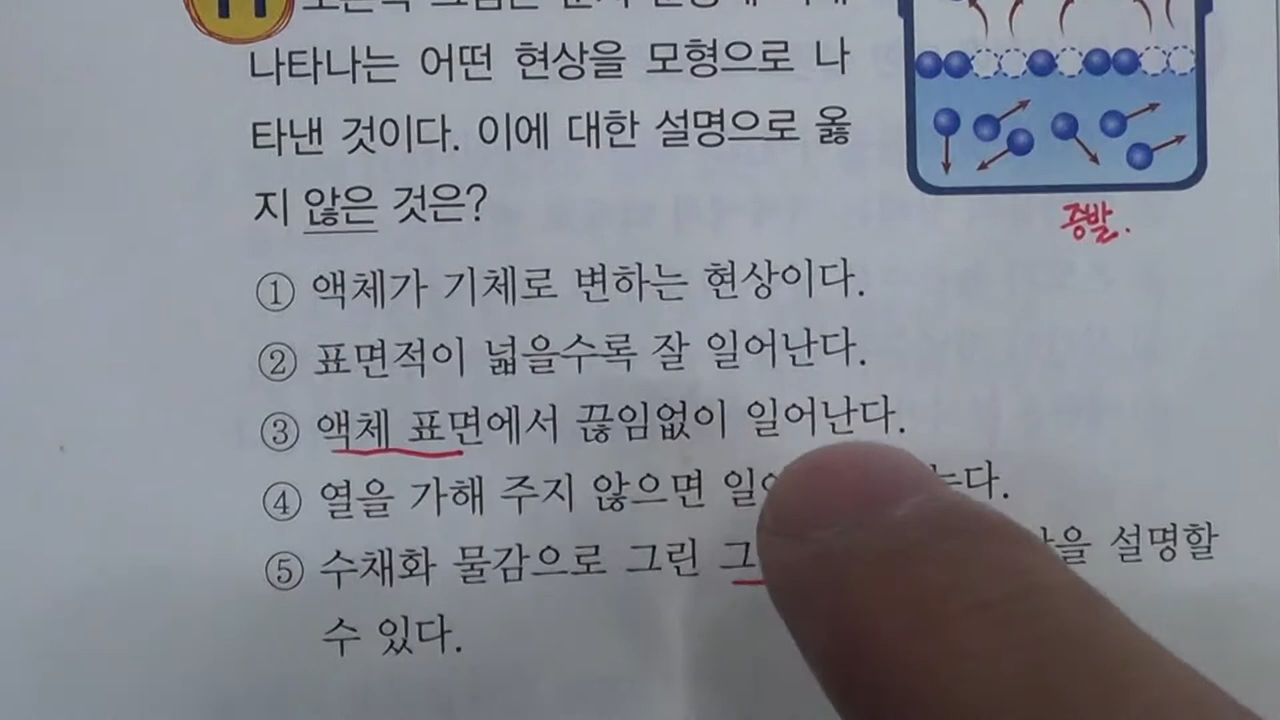 나타나는 어떤 현상을 모형으로 나
타낸 것이다. 이에 대한 설명으로 옳
지 않은 것은?
증발.
① 액체가 기체로 변하는 현상이다.
② 표면적이 넓을수록 잘 일어난다.
③ 액체 표면에서 끊임없이 일어난다.
④ 열을 가해 주지 않으면
⑤ 수채화 물감으로 그린 설명할
수 있다.